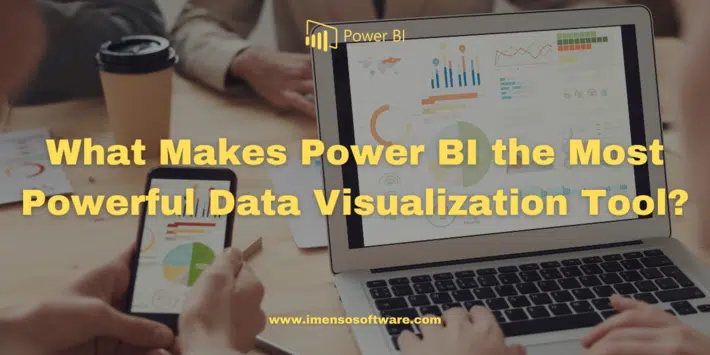 Power BI
What Makes Power BI the Most
Powerful Data Visualization Tool?
www.imensosoftware.com